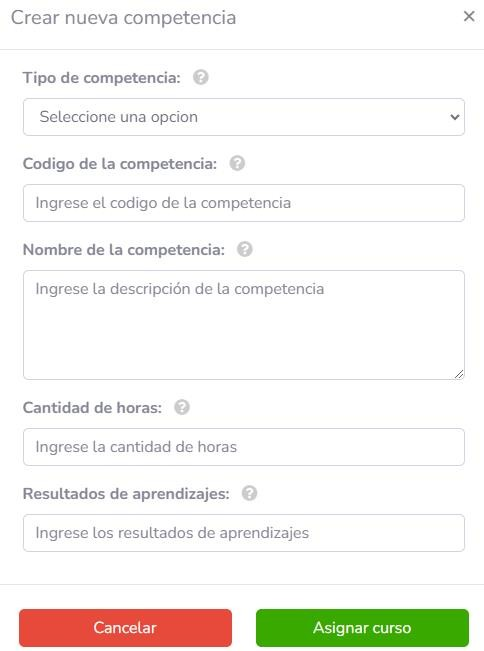 Crear nueva competencia ×
Tipo de competencia: ?
Seleccione una opcion
Codigo de la competencia: ?
Ingrese el codigo de la competencia
Nombre de la competencia: ?
Ingrese la descripción de la competencia
Cantidad de horas: ?
Ingrese la cantidad de horas
Resultados de aprendizajes: ?
Ingrese los resultados de aprendizajes
Cancelar Asignar curso